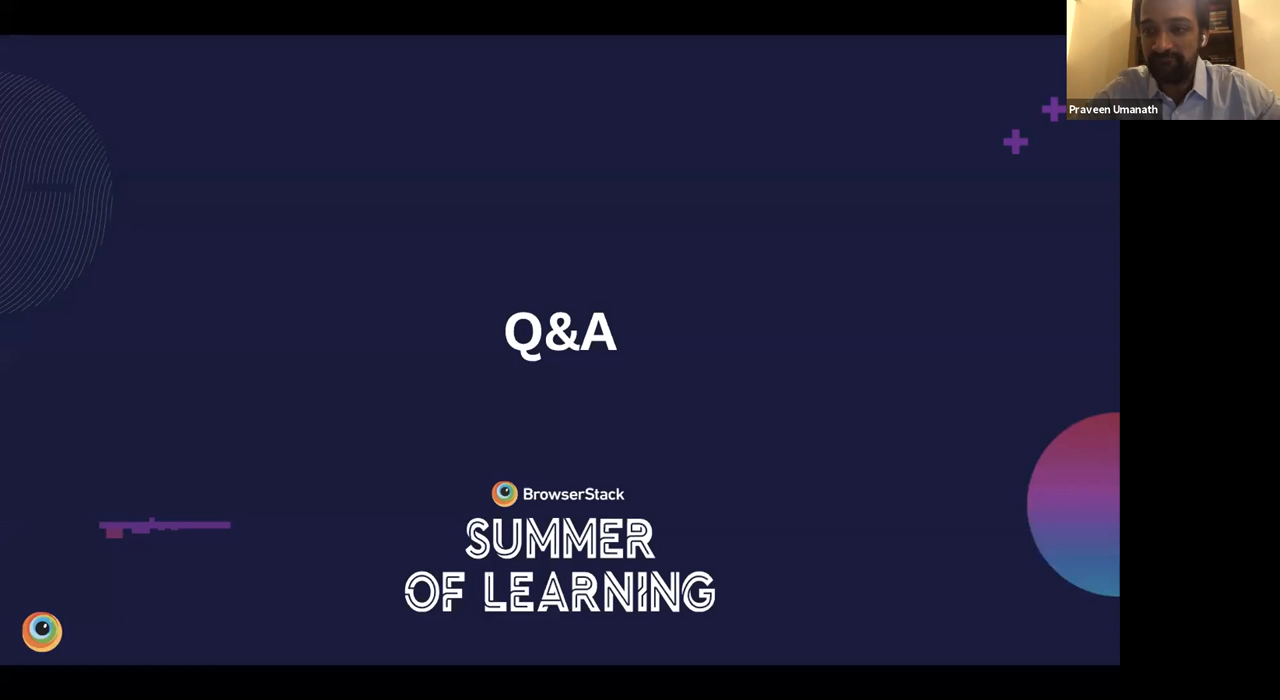 Praveen Umanath
Q&A
BrowserStack
SUMMER
OF LEARNING